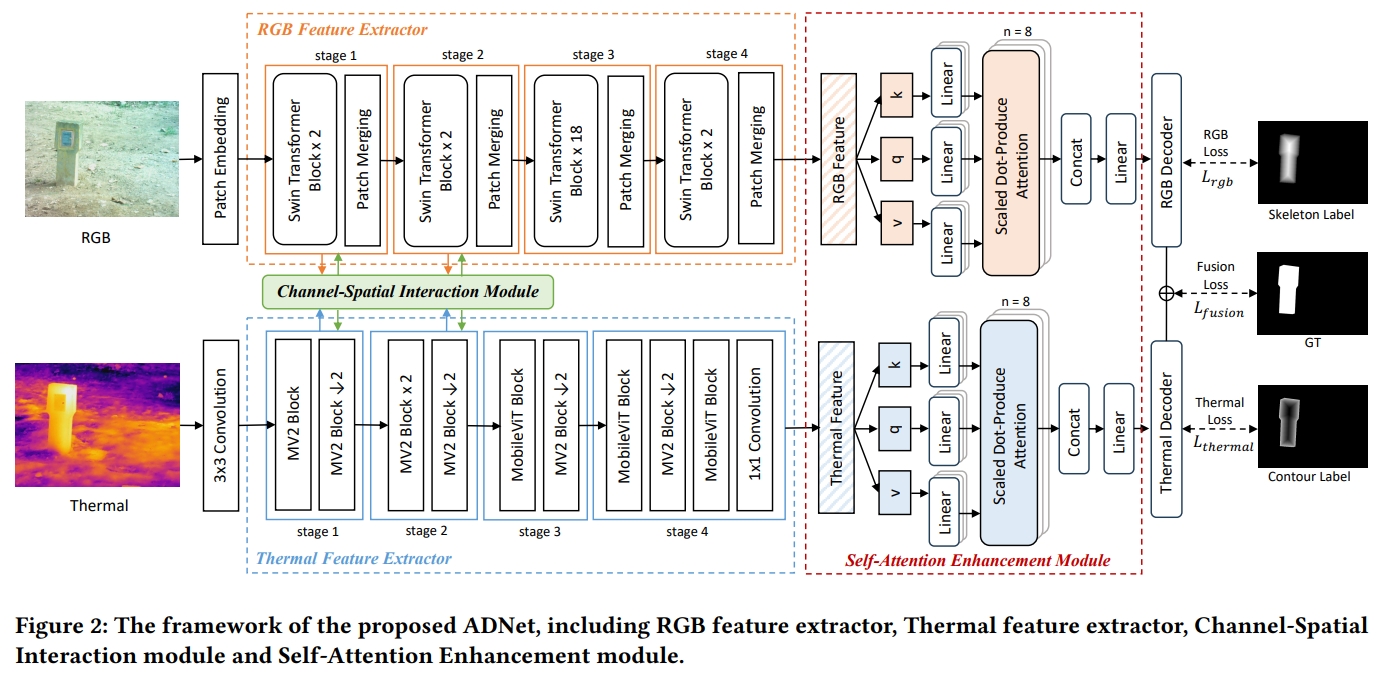 RGB Feature Extractor
stage 1
stage 2
stage 3
stage 4
RGB
Patch Embedding
Swin Transformer
Block x 2
Patch Merging
Swin Transformer
Block x 2
Patch Merging
Swin Transformer
Block x 18
Patch Merging
Swin Transformer
Block x 2
Patch Merging
Channel-Spatial Interaction Module
Thermal
3x3 Convolution
MV2 Block
MV2 Block ↓2
MV2 Block x 2
MV2 Block ↓2
MobileViT Block
MV2 Block ↓2
MobileViT Block
MV2 Block ↓2
MobileViT Block
1x1 Convolution
stage 1
stage 2
stage 3
stage 4
Thermal Feature Extractor
RGB Feature
k
q
v
Linear
Linear
Linear
n = 8
Scaled Dot-Produce
Attention
Concat
Linear
Thermal Feature
k
q
v
Linear
Linear
Linear
n = 8
Scaled Dot-Produce
Attention
Concat
Linear
Self-Attention Enhancement Module
RGB Decoder
Thermal Decoder
RGB
Loss
L_rgb
Skeleton Label
Fusion
Loss
L_fusion
GT
Thermal
Loss
L_thermal
Contour Label
Figure 2: The framework of the proposed ADNet, including RGB feature extractor, Thermal feature extractor, Channel-Spatial
Interaction module and Self-Attention Enhancement module.